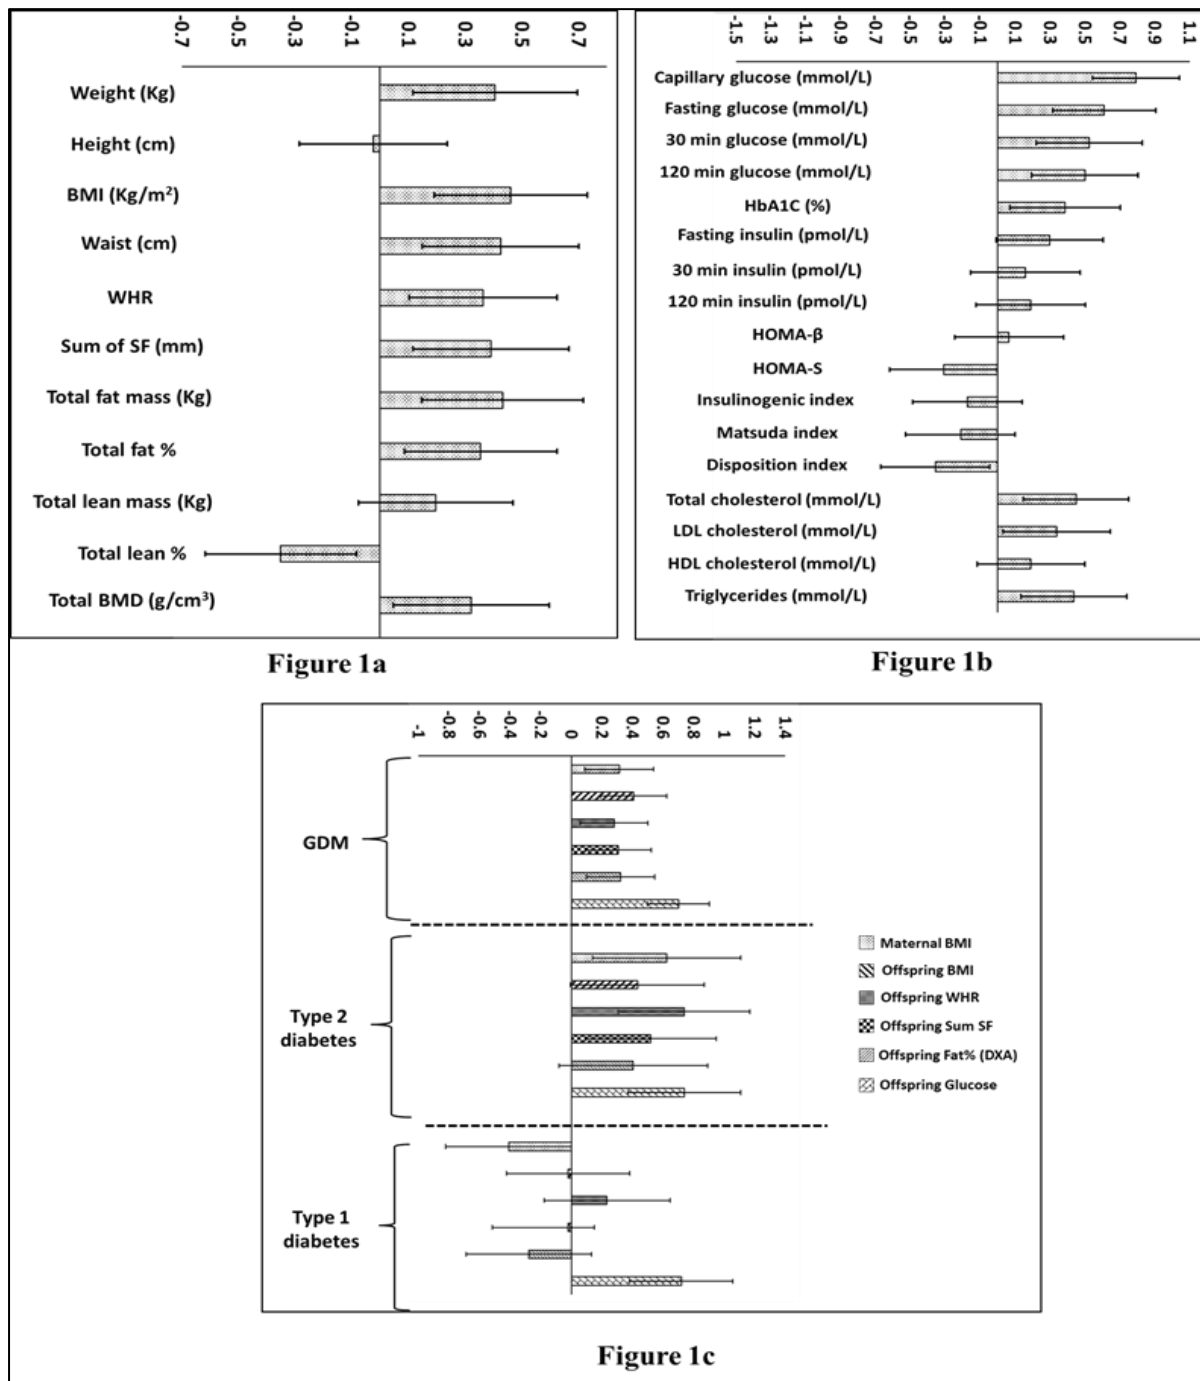 -0.7 -0.5 -0.3 -0.1 0.1 0.3 0.5 0.7
Weight (Kg)
Height (cm)
BMI (Kg/m²)
Waist (cm)
WHR
Sum of SF (mm)
Total fat mass (Kg)
Total fat %
Total lean mass (Kg)
Total lean %
Total BMD (g/cm³)
Figure 1a
-1.5 -1.3 -1.1 -0.9 -0.7 -0.5 -0.3 -0.1 0.1 0.3 0.5 0.7 0.9 1.1
Capillary glucose (mmol/L)
Fasting glucose (mmol/L)
30 min glucose (mmol/L)
120 min glucose (mmol/L)
HbA1C (%)
Fasting insulin (pmol/L)
30 min insulin (pmol/L)
120 min insulin (pmol/L)
HOMA-β
HOMA-S
Insulinogenic index
Matsuda index
Disposition index
Total cholesterol (mmol/L)
LDL cholesterol (mmol/L)
HDL cholesterol (mmol/L)
Triglycerides (mmol/L)
Figure 1b
-1 -0.8 -0.6 -0.4 -0.2 0 0.2 0.4 0.6 0.8 1 1.2 1.4
GDM
Type 2
diabetes
Type 1
diabetes
Maternal BMI
Offspring BMI
Offspring WHR
Offspring Sum SF
Offspring Fat% (DXA)
Offspring Glucose
Figure 1c